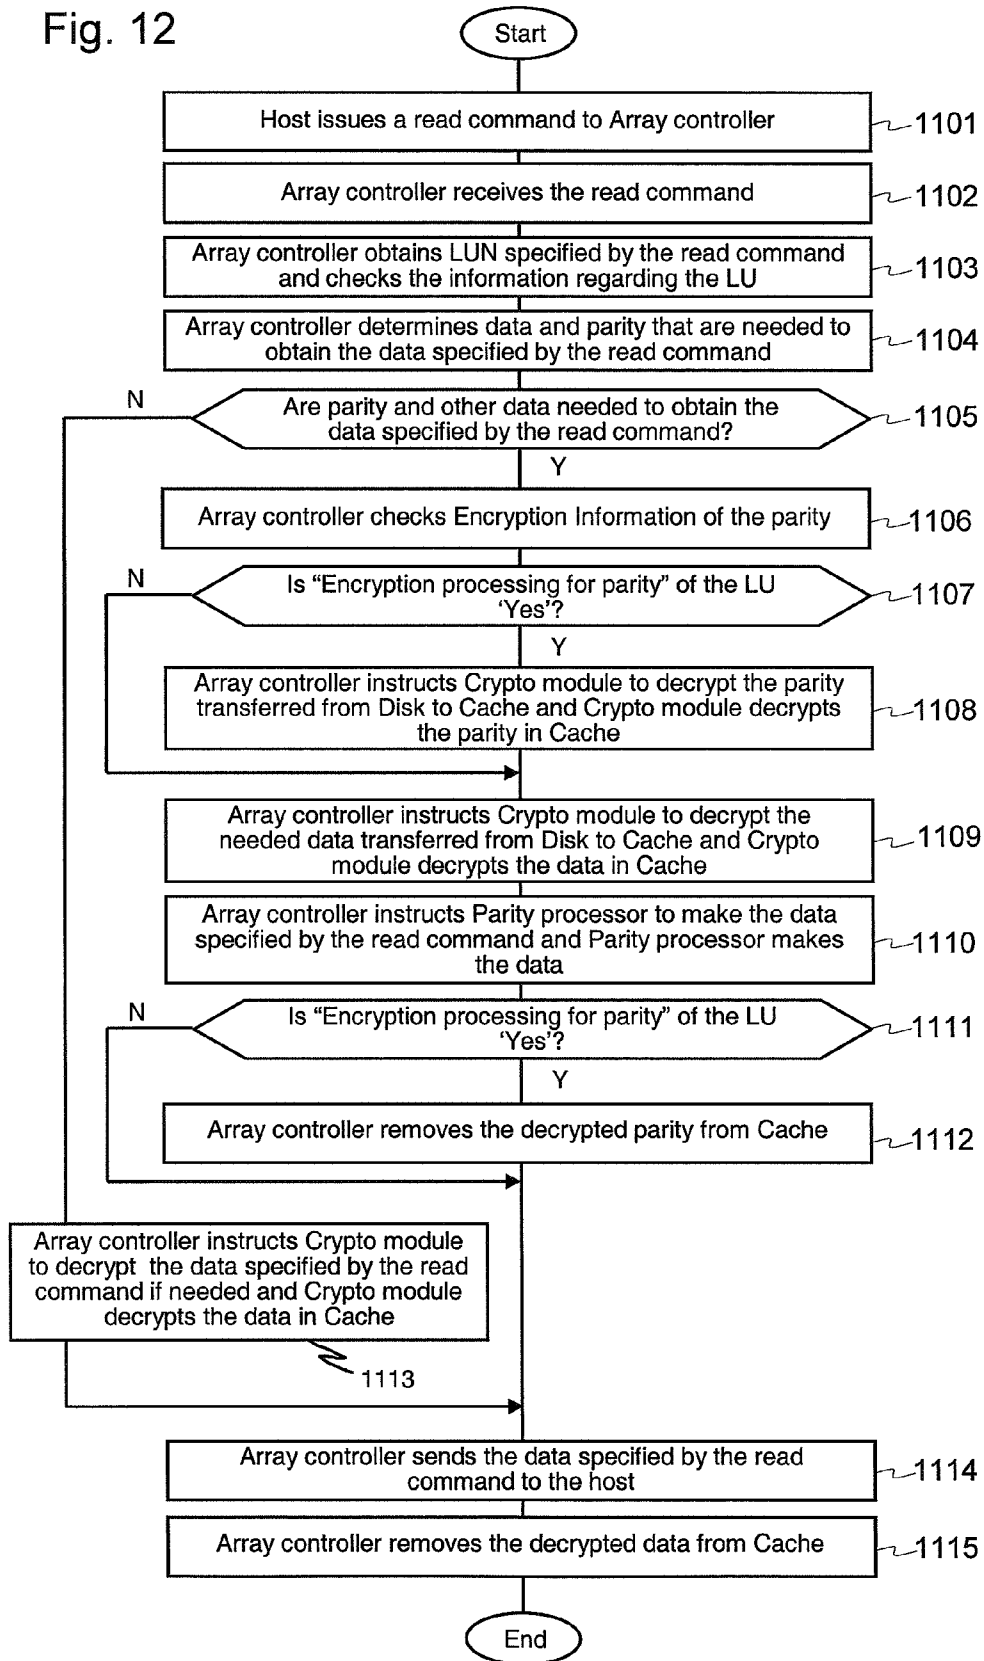 Fig. 12
Start
Host issues a read command to Array controller
1101
Array controller receives the read command
1102
Array controller obtains LUN specified by the read command
and checks the information regarding the LU
1103
Array controller determines data and parity that are needed to
obtain the data specified by the read command
1104
N
Are parity and other data needed to obtain the
data specified by the read command?
1105
Y
Array controller checks Encryption Information of the parity
1106
N
Is “Encryption processing for parity” of the LU
‘Yes’?
1107
Y
Array controller instructs Crypto module to decrypt the parity
transferred from Disk to Cache and Crypto module decrypts
the parity in Cache
1108
Array controller instructs Crypto module to decrypt the
needed data transferred from Disk to Cache and Crypto
module decrypts the data in Cache
1109
Array controller instructs Parity processor to make the data
specified by the read command and Parity processor makes
the data
1110
N
Is “Encryption processing for parity” of the LU
‘Yes’?
1111
Y
Array controller removes the decrypted parity from Cache
1112
Array controller instructs Crypto module
to decrypt the data specified by the read
command if needed and Crypto module
decrypts the data in Cache
1113
Array controller sends the data specified by the read
command to the host
1114
Array controller removes the decrypted data from Cache
1115
End